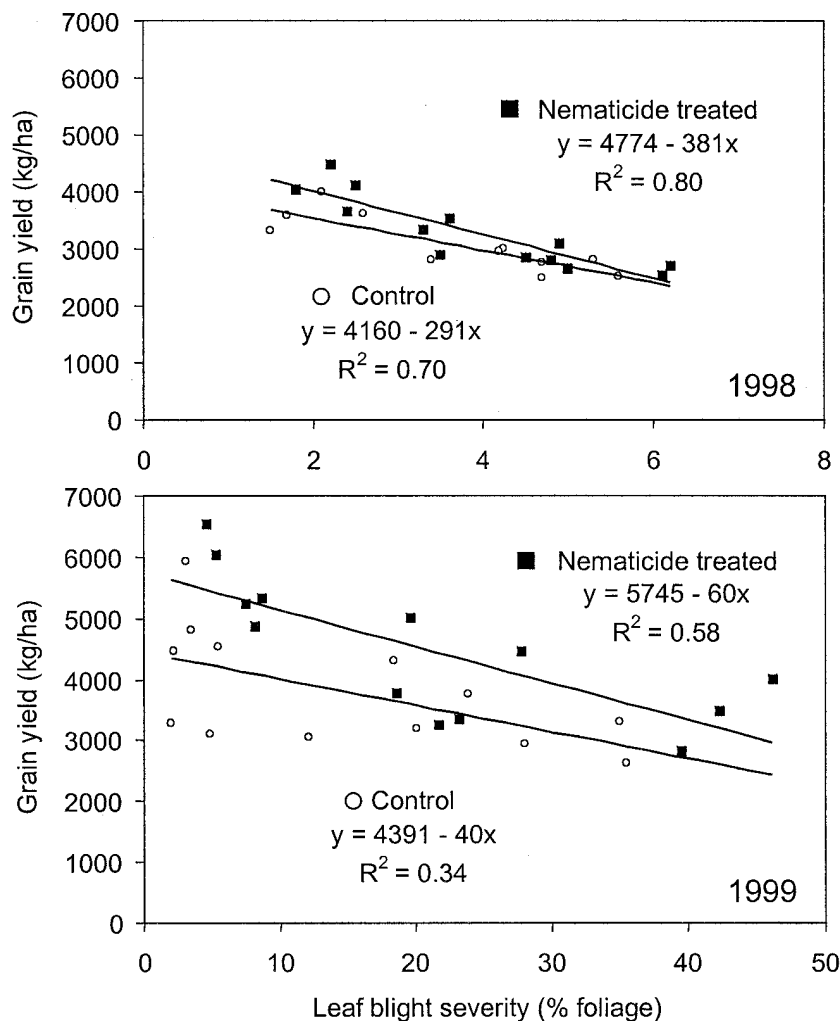 Grain yield (kg/ha)
7000
6000
5000
4000
3000
2000
1000
0
■ Nematicide treated
y = 4774 - 381x
R² = 0.80
○ Control
y = 4160 - 291x
R² = 0.70
1998
0 2 4 6 8
Grain yield (kg/ha)
7000
6000
5000
4000
3000
2000
1000
0
■ Nematicide treated
y = 5745 - 60x
R² = 0.58
○ Control
y = 4391 - 40x
R² = 0.34
1999
0 10 20 30 40 50
Leaf blight severity (% foliage)